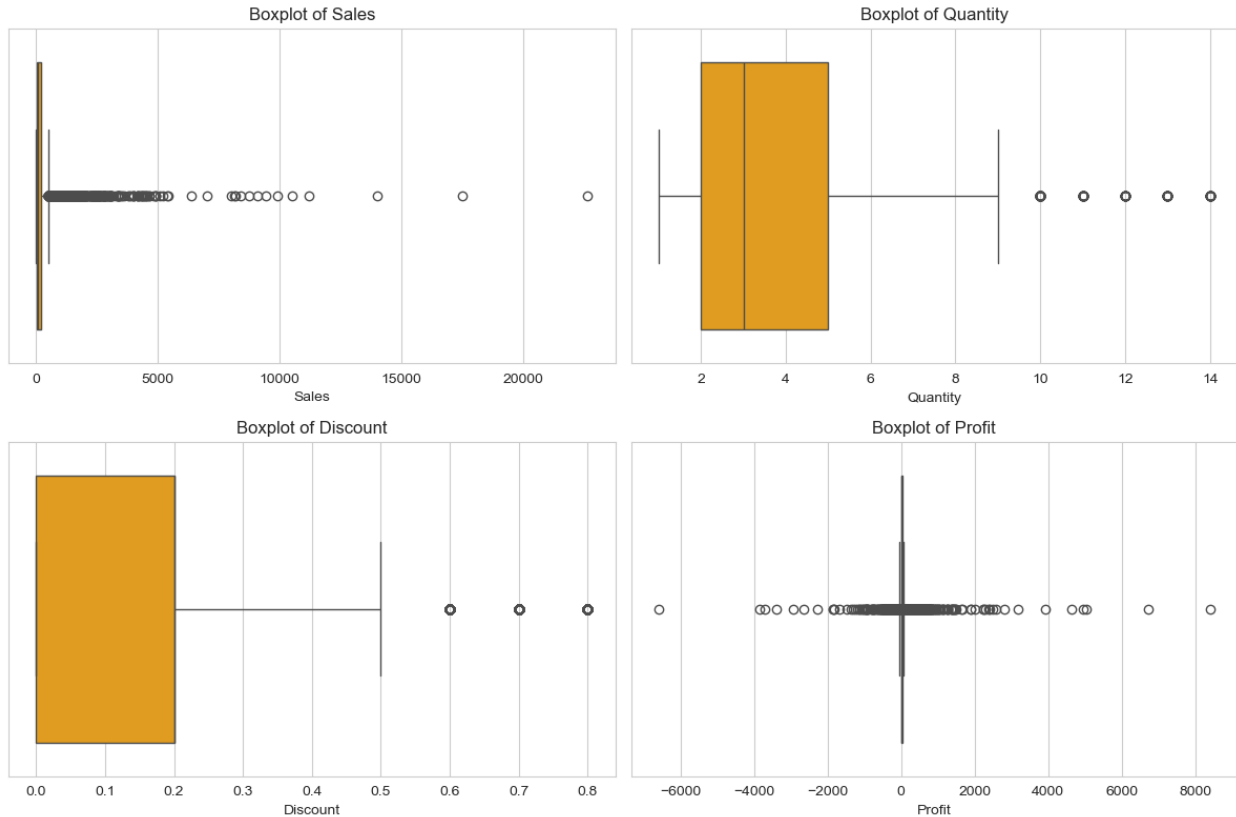 Boxplot of Sales
0 5000 10000 15000 20000
Sales
Boxplot of Quantity
2 4 6 8 10 12 14
Quantity
Boxplot of Discount
0.0 0.1 0.2 0.3 0.4 0.5 0.6 0.7 0.8
Discount
Boxplot of Profit
−6000 −4000 −2000 0 2000 4000 6000 8000
Profit